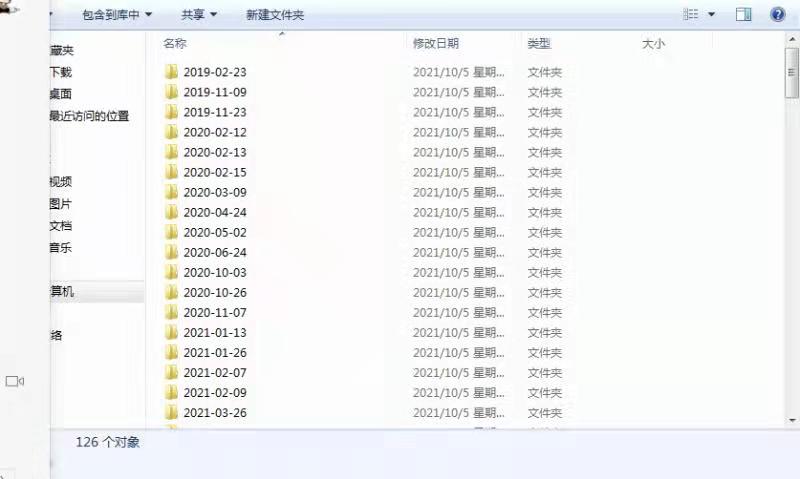 包含到库中 共享 新建文件夹
名称 修改日期 类型 大小
藏夹
下载
桌面
最近访问的位置
视频
图片
文档
音乐
算机
络
2019-02-23 2021/10/5 星期... 文件夹
2019-11-09 2021/10/5 星期... 文件夹
2019-11-23 2021/10/5 星期... 文件夹
2020-02-12 2021/10/5 星期... 文件夹
2020-02-13 2021/10/5 星期... 文件夹
2020-02-15 2021/10/5 星期... 文件夹
2020-03-09 2021/10/5 星期... 文件夹
2020-04-24 2021/10/5 星期... 文件夹
2020-05-02 2021/10/5 星期... 文件夹
2020-06-24 2021/10/5 星期... 文件夹
2020-10-03 2021/10/5 星期... 文件夹
2020-10-26 2021/10/5 星期... 文件夹
2020-11-07 2021/10/5 星期... 文件夹
2021-01-13 2021/10/5 星期... 文件夹
2021-01-26 2021/10/5 星期... 文件夹
2021-02-07 2021/10/5 星期... 文件夹
2021-02-09 2021/10/5 星期... 文件夹
2021-03-26 2021/10/5 星期... 文件夹
126 个对象